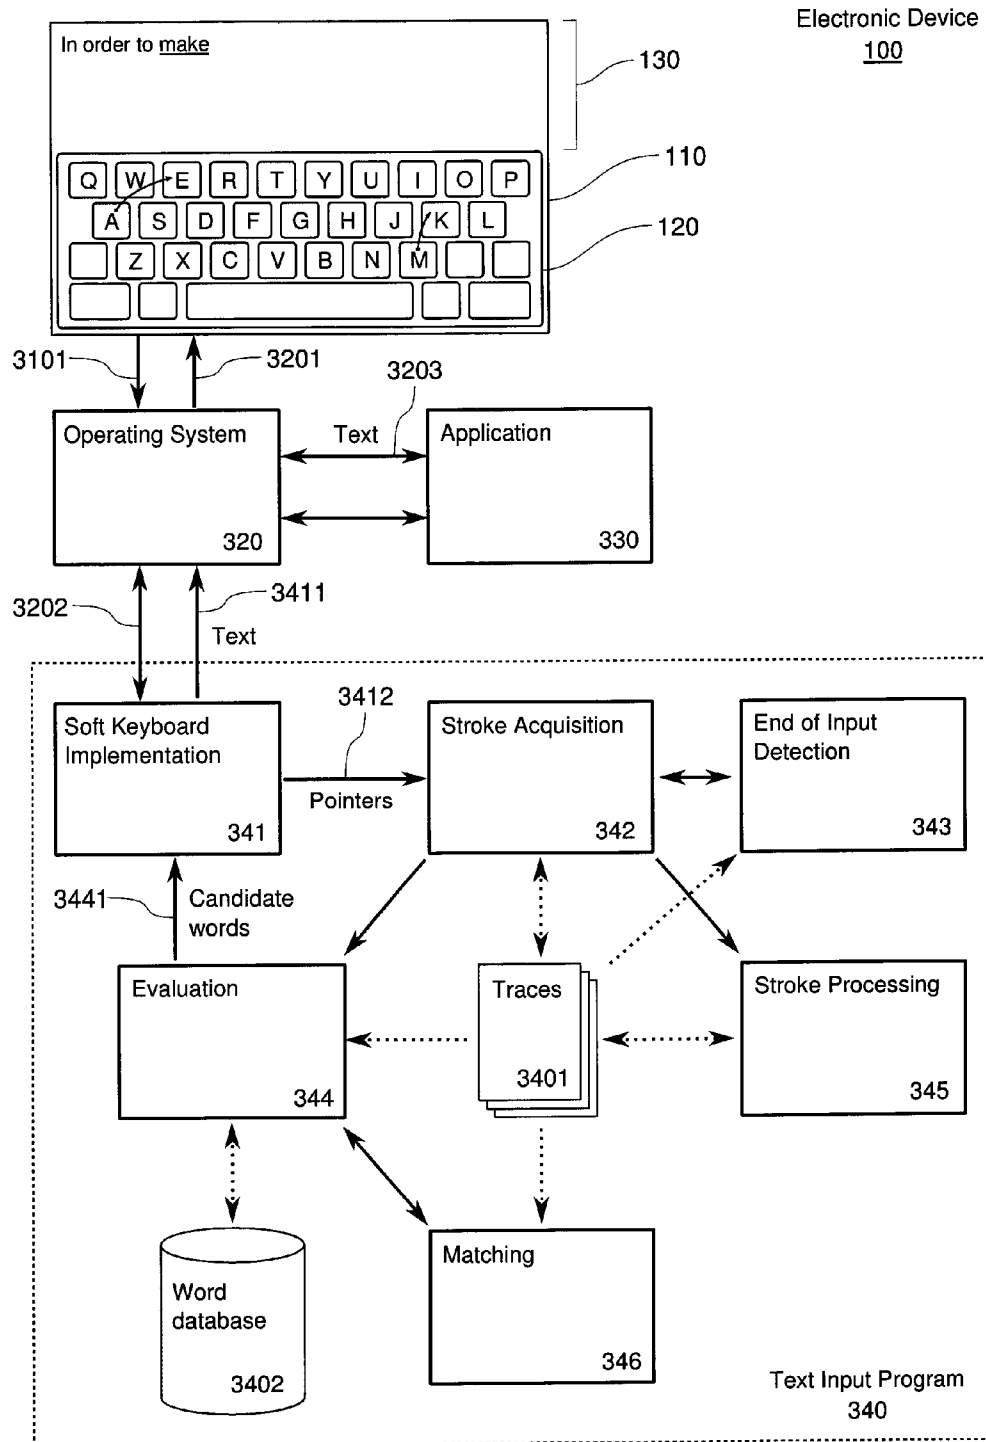 Electronic Device
100
In order to make
130
110
Q W E R T Y U I O P
A S D F G H J K L
120
Z X C V B N M
3101
3201
3203
Operating System
320
Text
Application
330
3202
3411
Text
3412
Soft Keyboard
Implementation
341
Pointers
Stroke Acquisition
342
End of Input
Detection
343
3441
Candidate
words
Evaluation
344
Traces
3401
Stroke Processing
345
Word
database
3402
Matching
346
Text Input Program
340